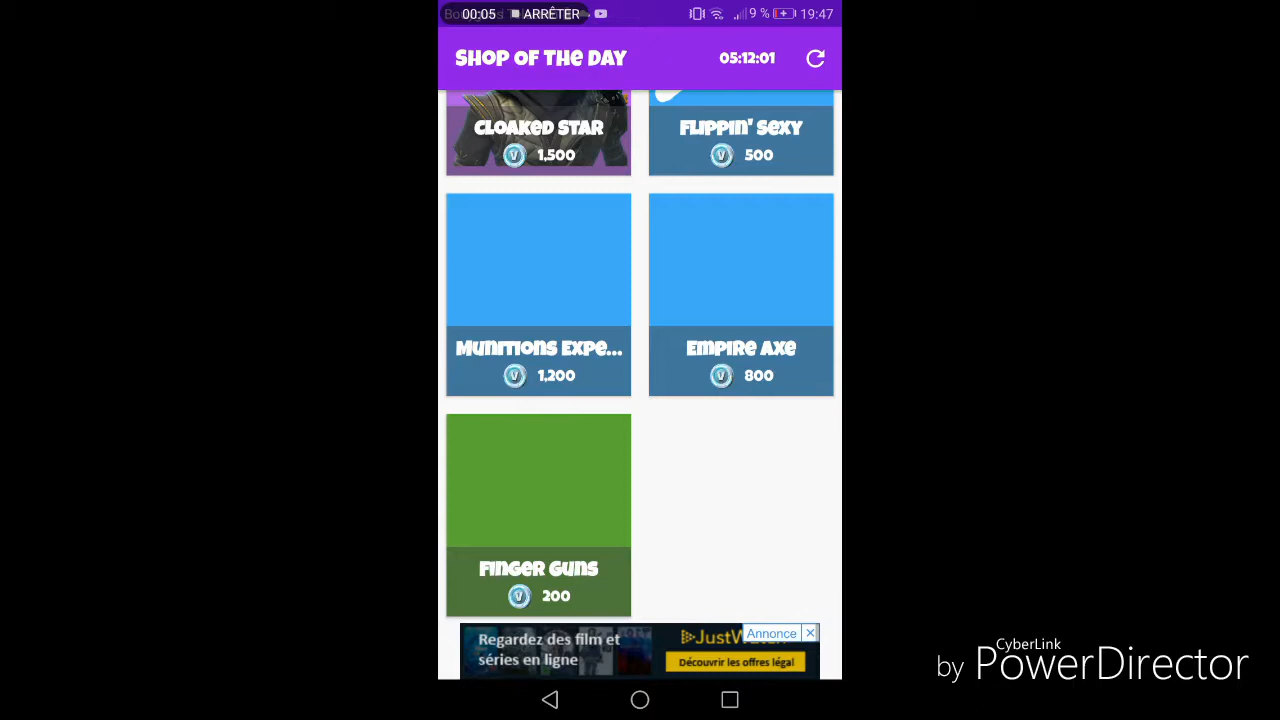 00:05 ARRÊTER
9 % 19:47
Shop of the Day 05:12:01
Cloaked Star
1,500
Flippin' Sexy
500
Munitions Expe...
1,200
Empire Axe
800
Finger Guns
200
Regardez des film et
séries en ligne
Annonce
Découvrir les offres légal
CyberLink
by PowerDirector